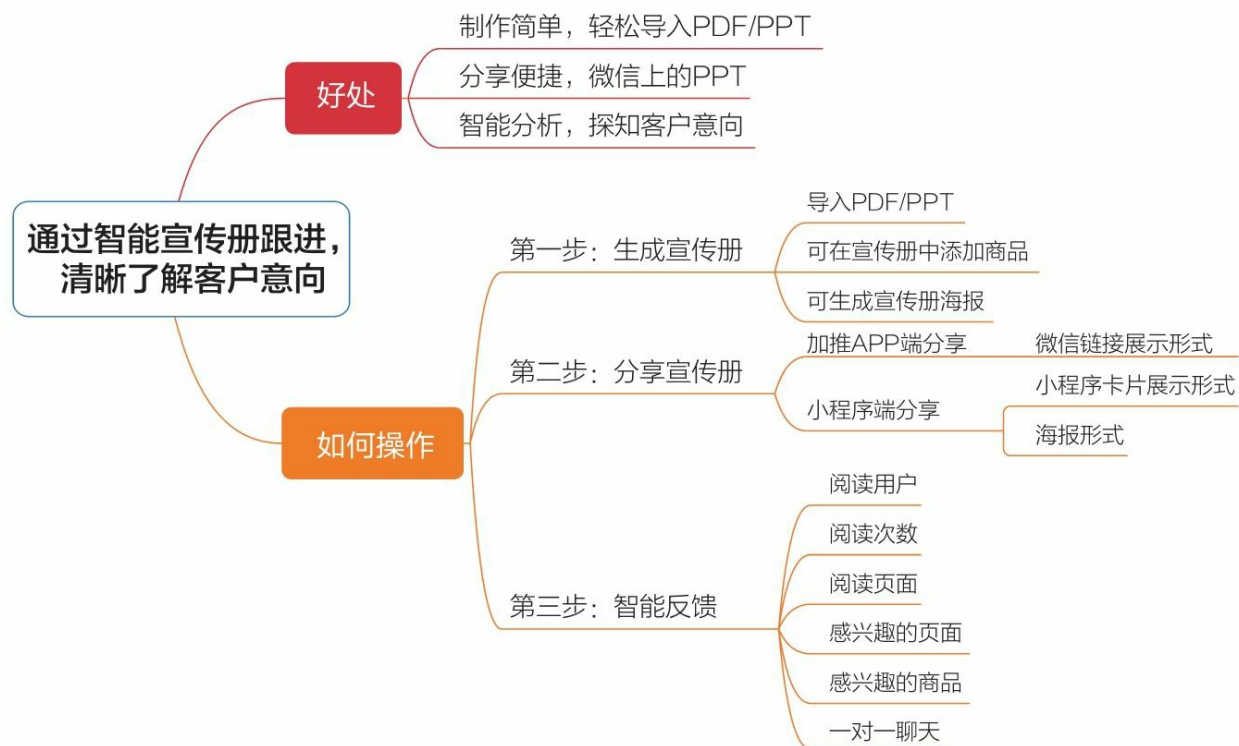 通过智能宣传册跟进，
清晰了解客户意向
好处
制作简单，轻松导入PDF/PPT
分享便捷，微信上的PPT
智能分析，探知客户意向
如何操作
第一步：生成宣传册
导入PDF/PPT
可在宣传册中添加商品
可生成宣传册海报
第二步：分享宣传册
加推APP端分享
微信链接展示形式
小程序端分享
小程序卡片展示形式
海报形式
第三步：智能反馈
阅读用户
阅读次数
阅读页面
感兴趣的页面
感兴趣的商品
一对一聊天